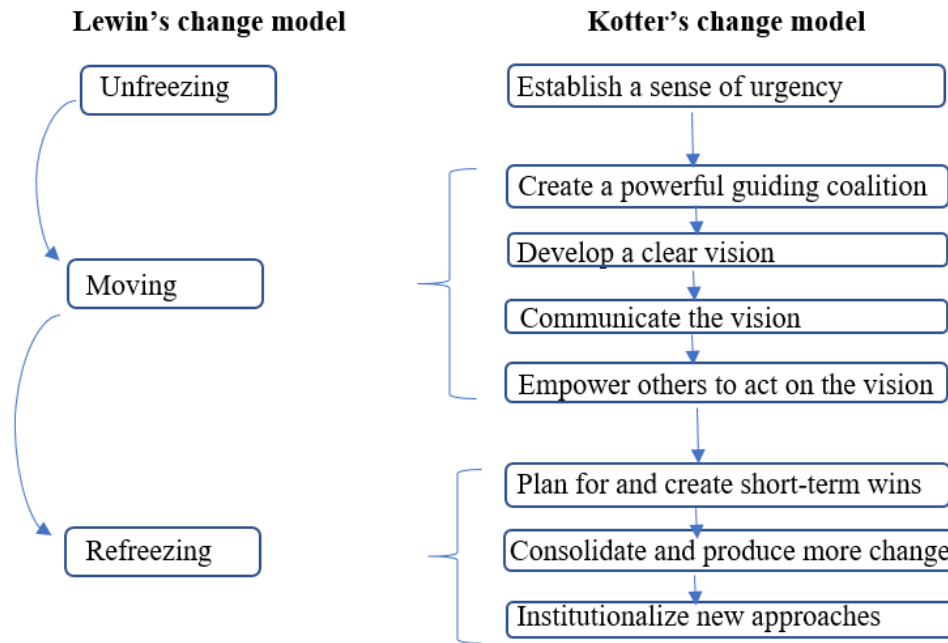 Lewin's change model
Kotter's change model
Unfreezing
Establish a sense of urgency
Create a powerful guiding coalition
Develop a clear vision
Moving
Communicate the vision
Empower others to act on the vision
Plan for and create short-term wins
Refreezing
Consolidate and produce more change
Institutionalize new approaches